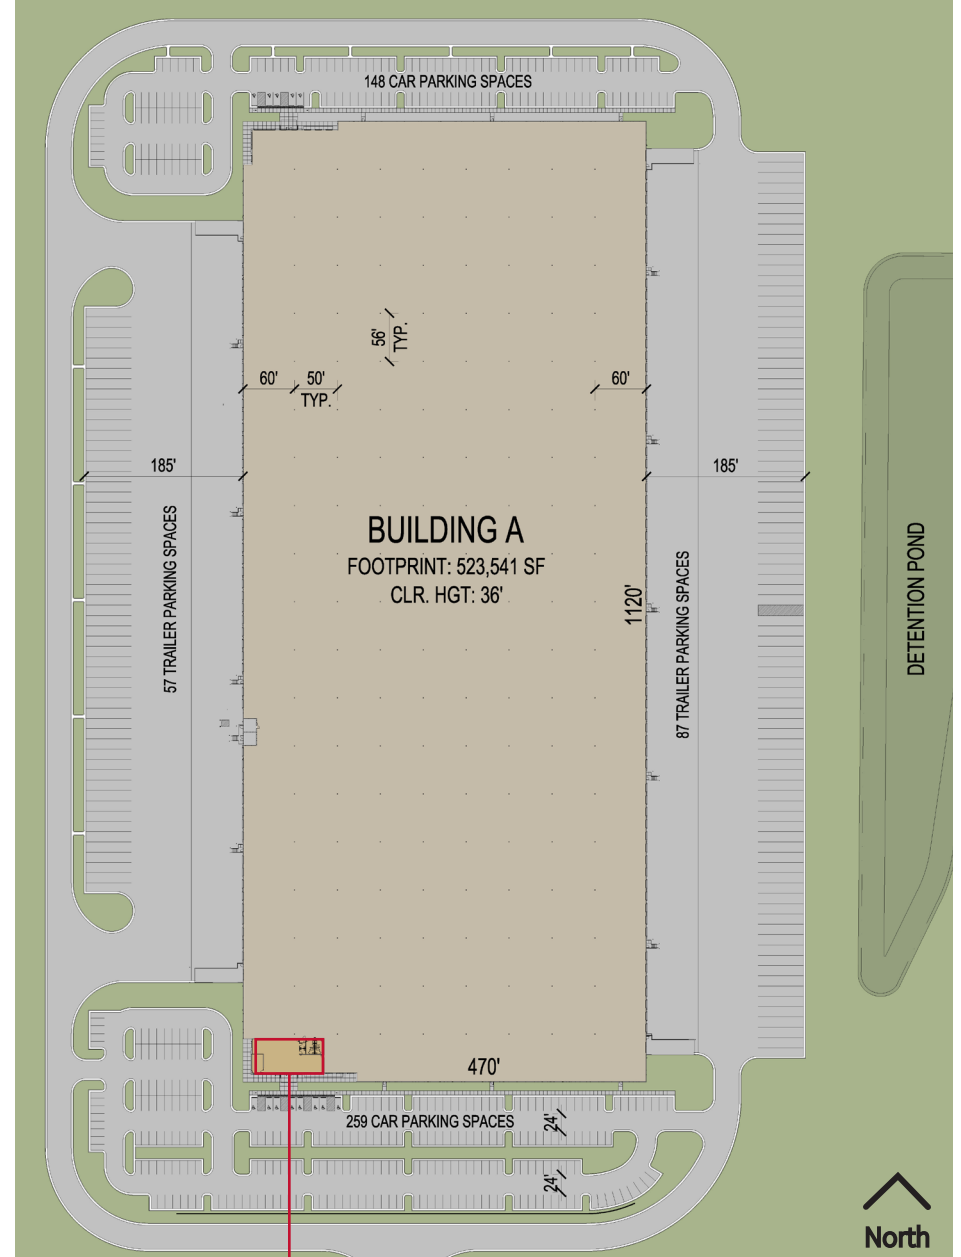 148 CAR PARKING SPACES
56'
TYP.
60'
50'
TYP.
60'
185'
185'
57 TRAILER PARKING SPACES
BUILDING A
FOOTPRINT: 523,541 SF
CLR. HGT: 36'
1120'
87 TRAILER PARKING SPACES
DETENTION POND
470'
259 CAR PARKING SPACES
24'
24'
North